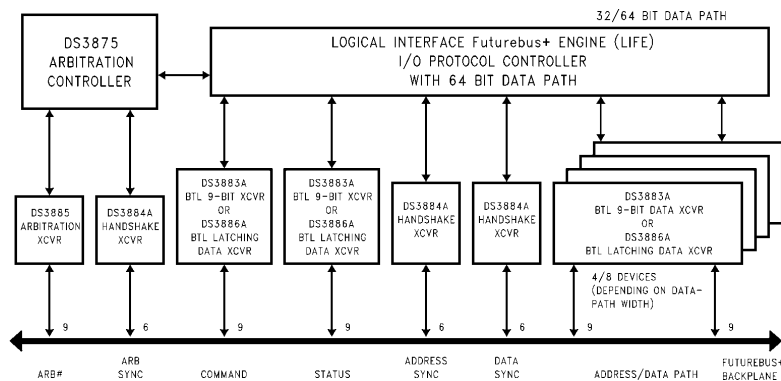 32/64 BIT DATA PATH
DS3875
ARBITRATION
CONTROLLER
LOGICAL INTERFACE Futurebus+ ENGINE (LIFE)
I/O PROTOCOL CONTROLLER
WITH 64 BIT DATA PATH
DS3885
ARBITRATION
XCVR
DS3884A
HANDSHAKE
XCVR
DS3883A
BTL 9-BIT XCVR
OR
DS3886A
BTL LATCHING
DATA XCVR
DS3883A
BTL 9-BIT XCVR
OR
DS3886A
BTL LATCHING
DATA XCVR
DS3884A
HANDSHAKE
XCVR
DS3884A
HANDSHAKE
XCVR
DS3883A
BTL 9-BIT DATA XCVR
OR
DS3886A
BTL LATCHING DATA XCVR
4/8 DEVICES
(DEPENDING ON DATA-
PATH WIDTH)
9
6
9
9
6
6
9
9
ARB#
ARB
SYNC
COMMAND
STATUS
ADDRESS
SYNC
DATA
SYNC
ADDRESS/DATA PATH
FUTUREBUS+
BACKPLANE